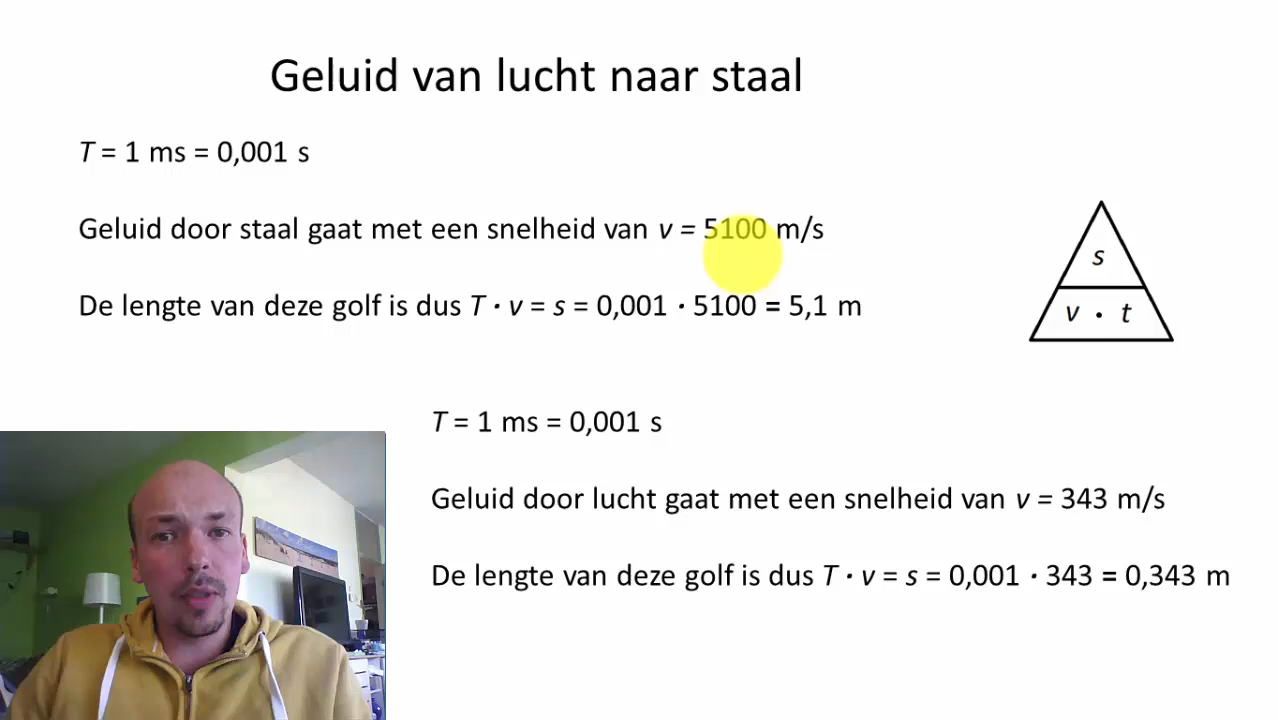 Geluid van lucht naar staal
T = 1 ms = 0,001 s
Geluid door staal gaat met een snelheid van v = 5100 m/s
De lengte van deze golf is dus T · v = s = 0,001 · 5100 = 5,1 m
s
v · t
T = 1 ms = 0,001 s
Geluid door lucht gaat met een snelheid van v = 343 m/s
De lengte van deze golf is dus T · v = s = 0,001 · 343 = 0,343 m